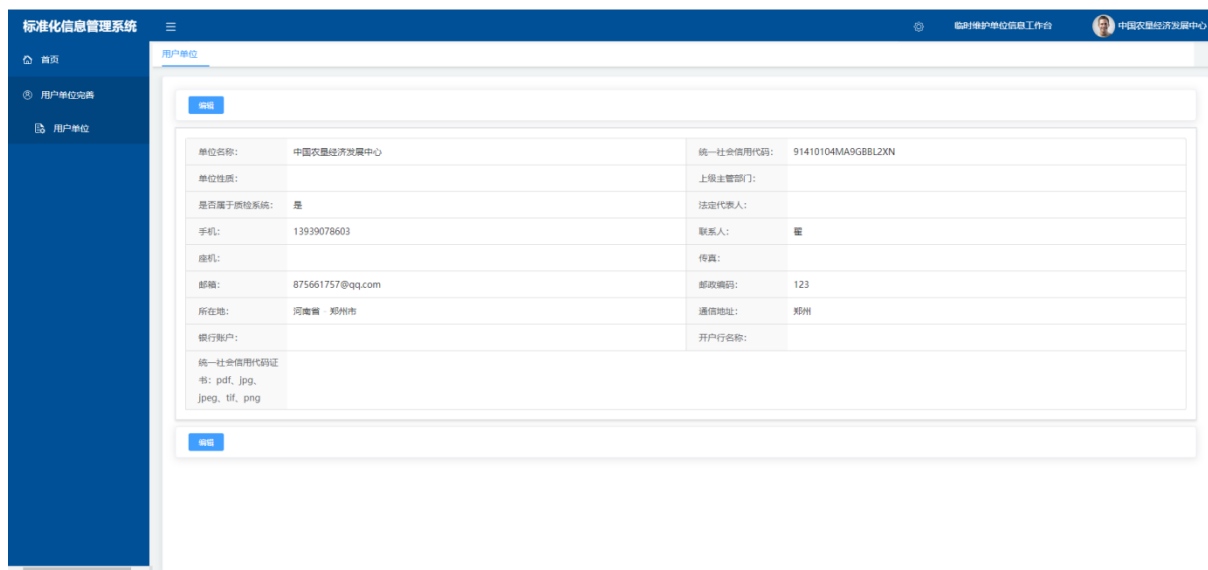 标准化信息管理系统
临时维护单位信息工作台
中国农垦经济发展中心
首页
用户单位
用户单位完善
编辑
用户单位
单位名称： 中国农垦经济发展中心 统一社会信用代码： 91410104MA9GBBL2XN
单位性质： 上级主管部门：
是否属于质检系统： 是 法定代表人：
手机： 13939078603 联系人： 翟
座机： 传真：
邮箱： 875661757@qq.com 邮政编码： 123
所在地： 河南省 - 郑州市 通信地址： 郑州
银行账户： 开户行名称：
统一社会信用代码证
书：pdf、jpg、
jpeg、tif、png
编辑